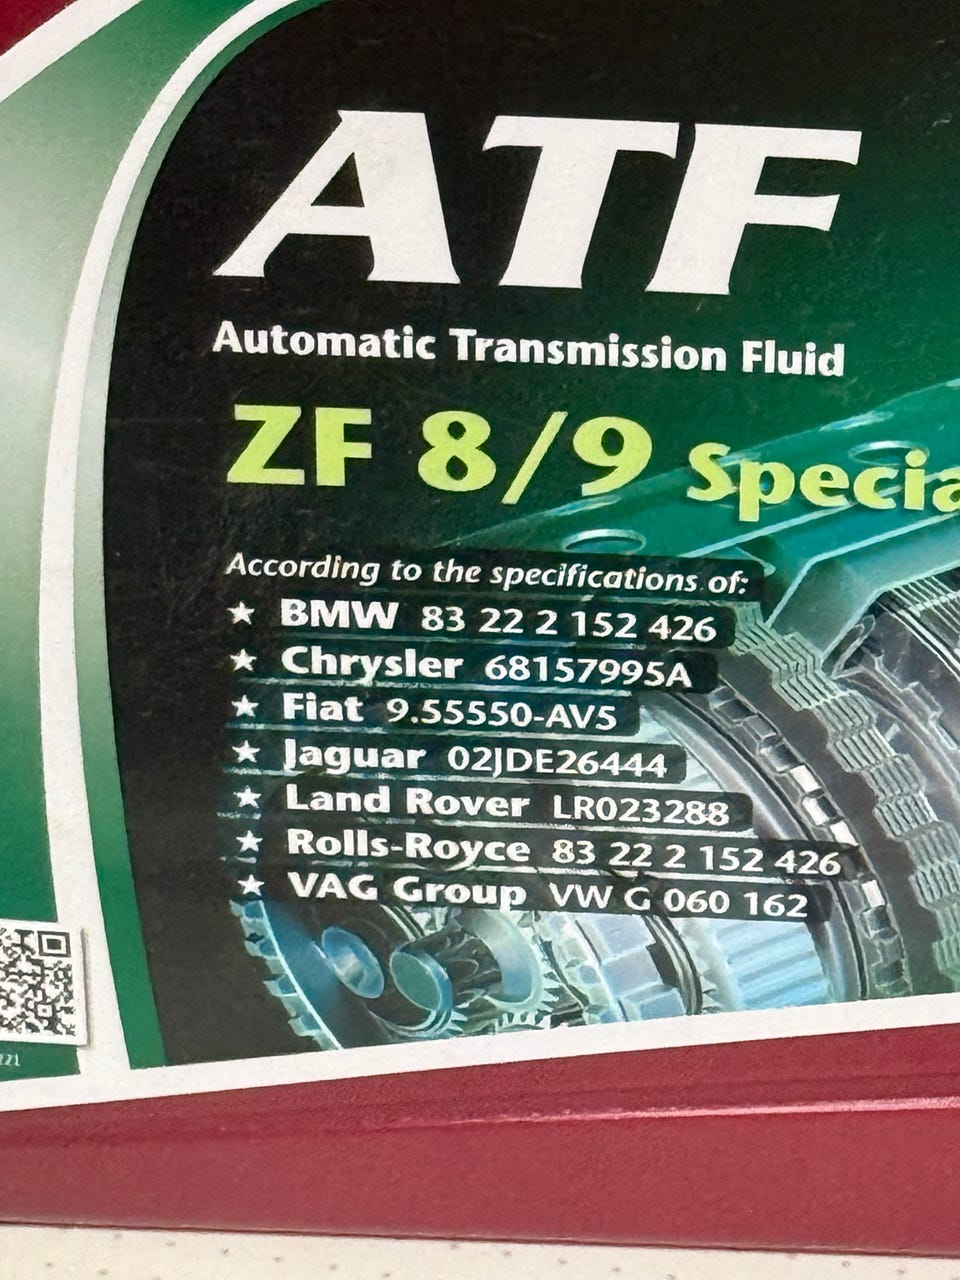 ATF
Automatic Transmission Fluid
ZF 8/9 Specia
According to the specifications of:
★ BMW 83 22 2 152 426
★ Chrysler 68157995A
★ Fiat 9.55550-AV5
★ Jaguar 02JDE26444
★ Land Rover LR023288
★ Rolls-Royce 83 22 2 152 426
★ VAG Group VW G 060 162